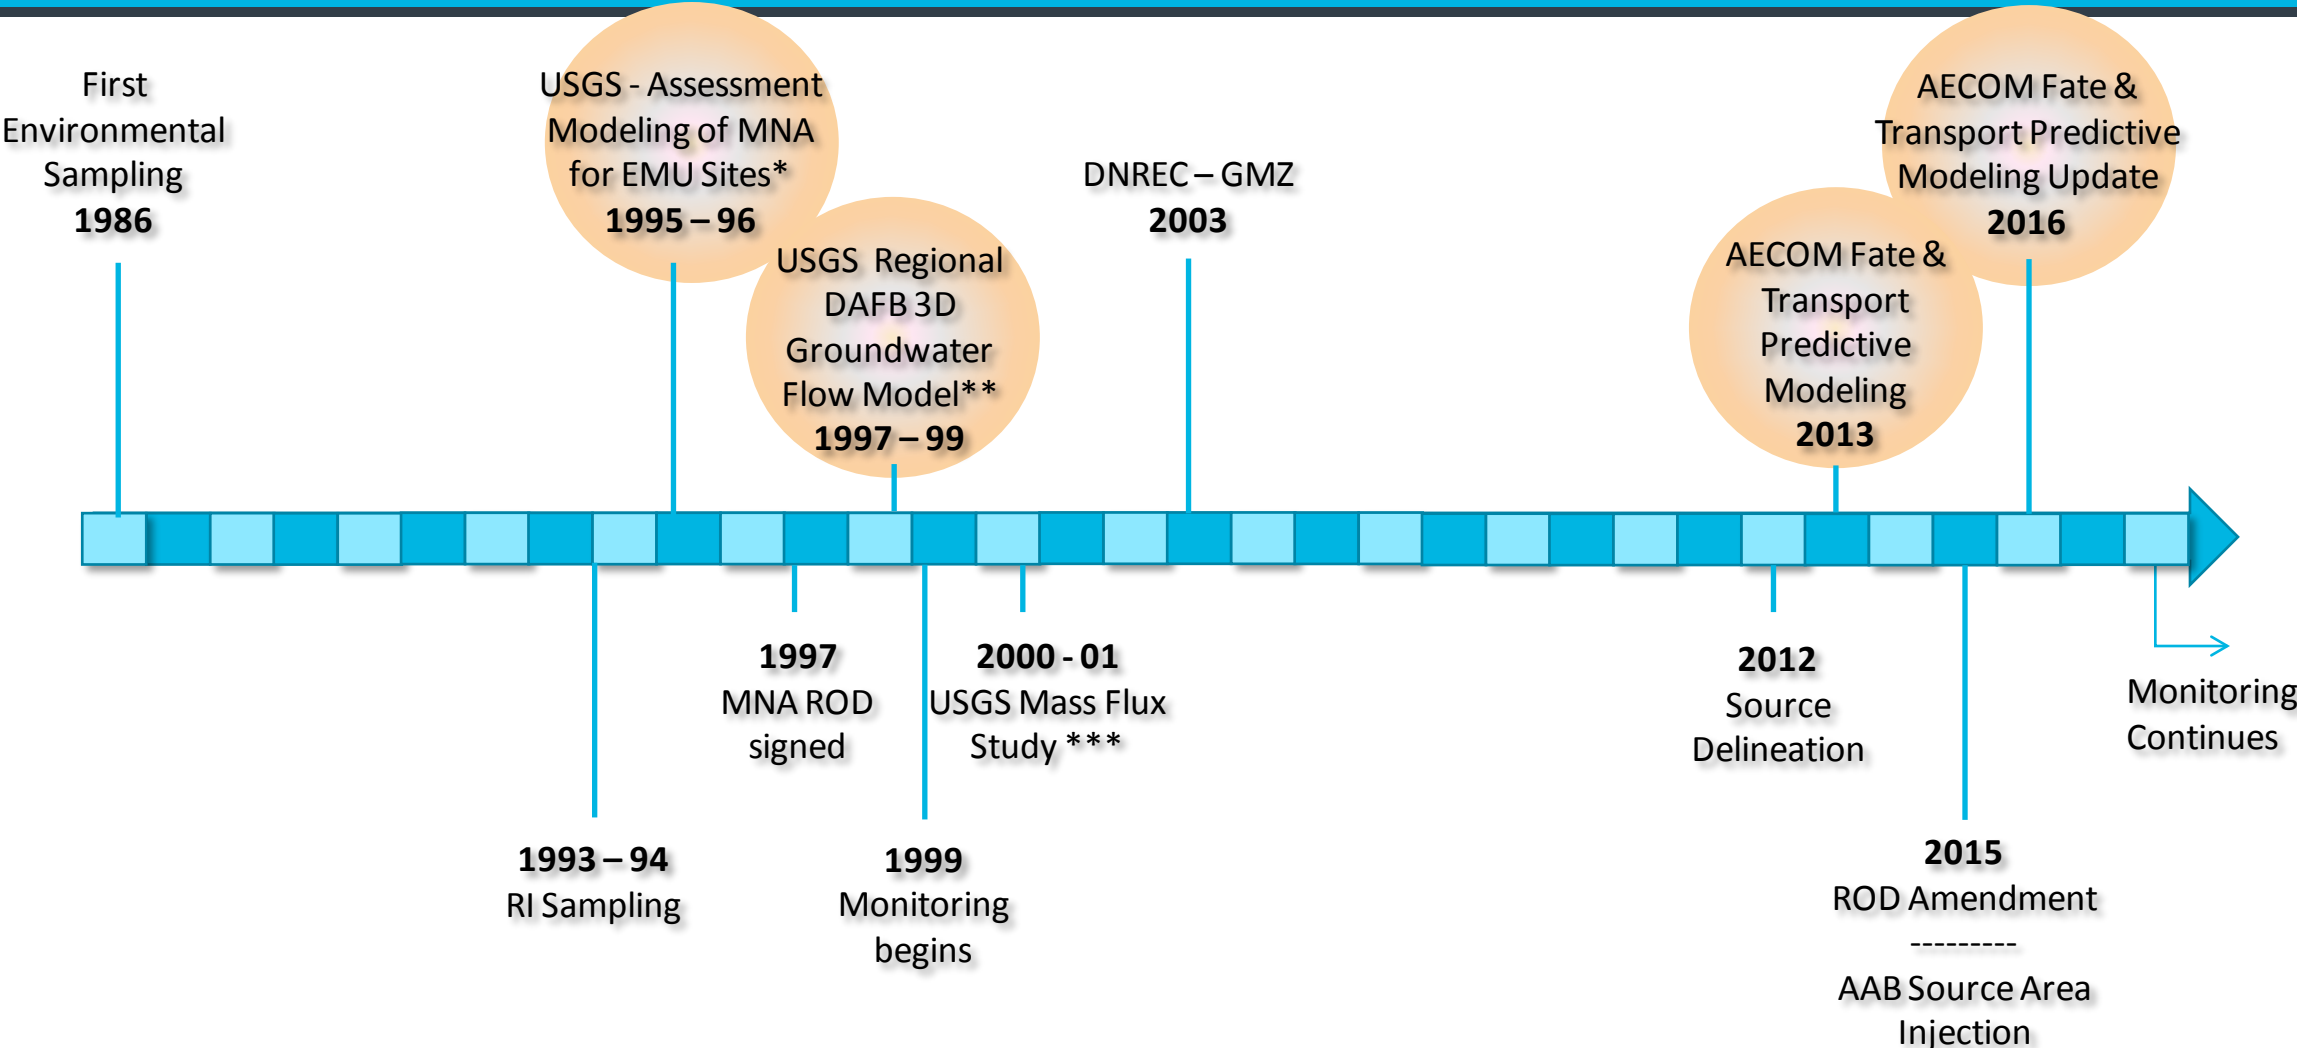 First
Environmental
Sampling
1986
USGS - Assessment
Modeling of MNA
for EMU Sites*
1995 – 96
USGS Regional
DAFB 3D
Groundwater
Flow Model**
1997 – 99
DNREC – GMZ
2003
AECOM Fate &
Transport
Predictive
Modeling
2013
AECOM Fate &
Transport Predictive
Modeling Update
2016
1993 – 94
RI Sampling
1997
MNA ROD
signed
1999
Monitoring
begins
2000 - 01
USGS Mass Flux
Study ***
2012
Source
Delineation
2015
ROD Amendment
---------
AAB Source Area
Injection
Monitoring
Continues